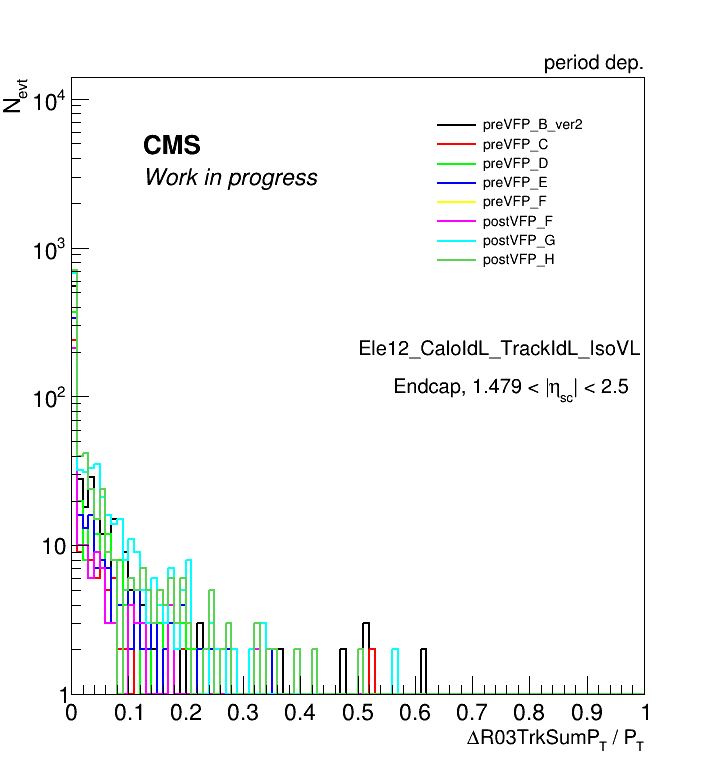 period dep.
N_evt
10^4
10^3
10^2
10
1
CMS
Work in progress
preVFP_B_ver2
preVFP_C
preVFP_D
preVFP_E
preVFP_F
postVFP_F
postVFP_G
postVFP_H
Ele12_CaloIdL_TrackIdL_IsoVL
Endcap, 1.479 < |η_sc| < 2.5
0 0.1 0.2 0.3 0.4 0.5 0.6 0.7 0.8 0.9 1
ΔR03TrkSumP_T / P_T